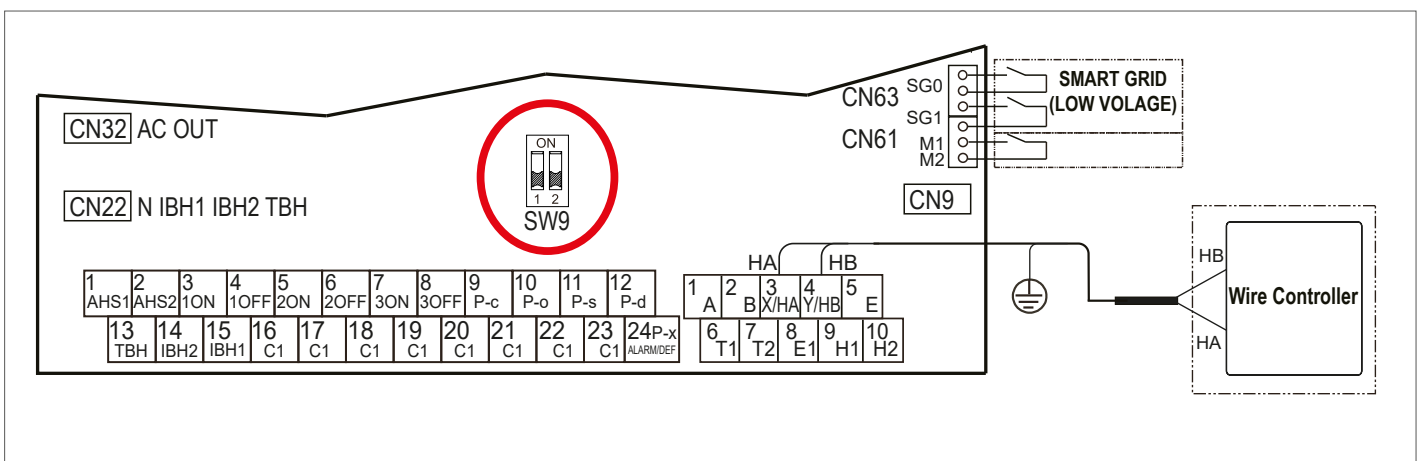 CN32 AC OUT
CN22 N IBH1 IBH2 TBH
ON
1 2
SW9
CN63 SG0
SG1
CN61 M1
M2
CN9
SMART GRID
(LOW VOLAGE)
HA HB
HB
Wire Controller
HA
1 2 3 4 5 6 7 8 9 10 11 12
AHS1 AHS2 1ON 1OFF 2ON 2OFF 3ON 3OFF P-c P-o P-s P-d
13 14 15 16 17 18 19 20 21 22 23 24 P-x
TBH IBH2 IBH1 C1 C1 C1 C1 C1 C1 C1 C1 ALARM/DEF
1 2 3 4 5
A B X/HA Y/HB E
6 7 8 9 10
T1 T2 E1 H1 H2